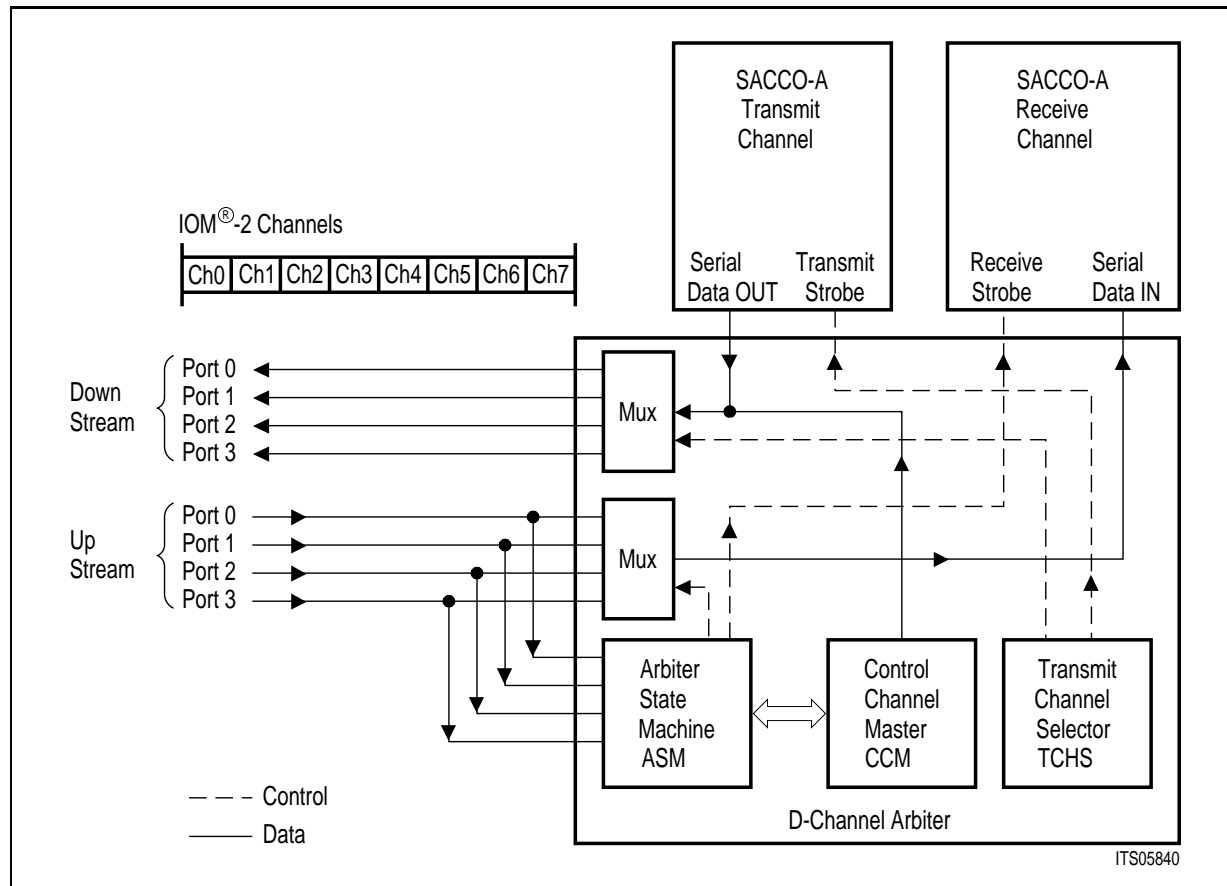 SACCO-A
Transmit
Channel
Serial
Data OUT
Transmit
Strobe
SACCO-A
Receive
Channel
Receive
Strobe
Serial
Data IN
IOM®-2 Channels
Ch0 Ch1 Ch2 Ch3 Ch4 Ch5 Ch6 Ch7
Down
Stream
Port 0
Port 1
Port 2
Port 3
Mux
Up
Stream
Port 0
Port 1
Port 2
Port 3
Mux
Arbiter
State
Machine
ASM
Control
Channel
Master
CCM
Transmit
Channel
Selector
TCHS
D-Channel Arbiter
Control
Data
ITS05840